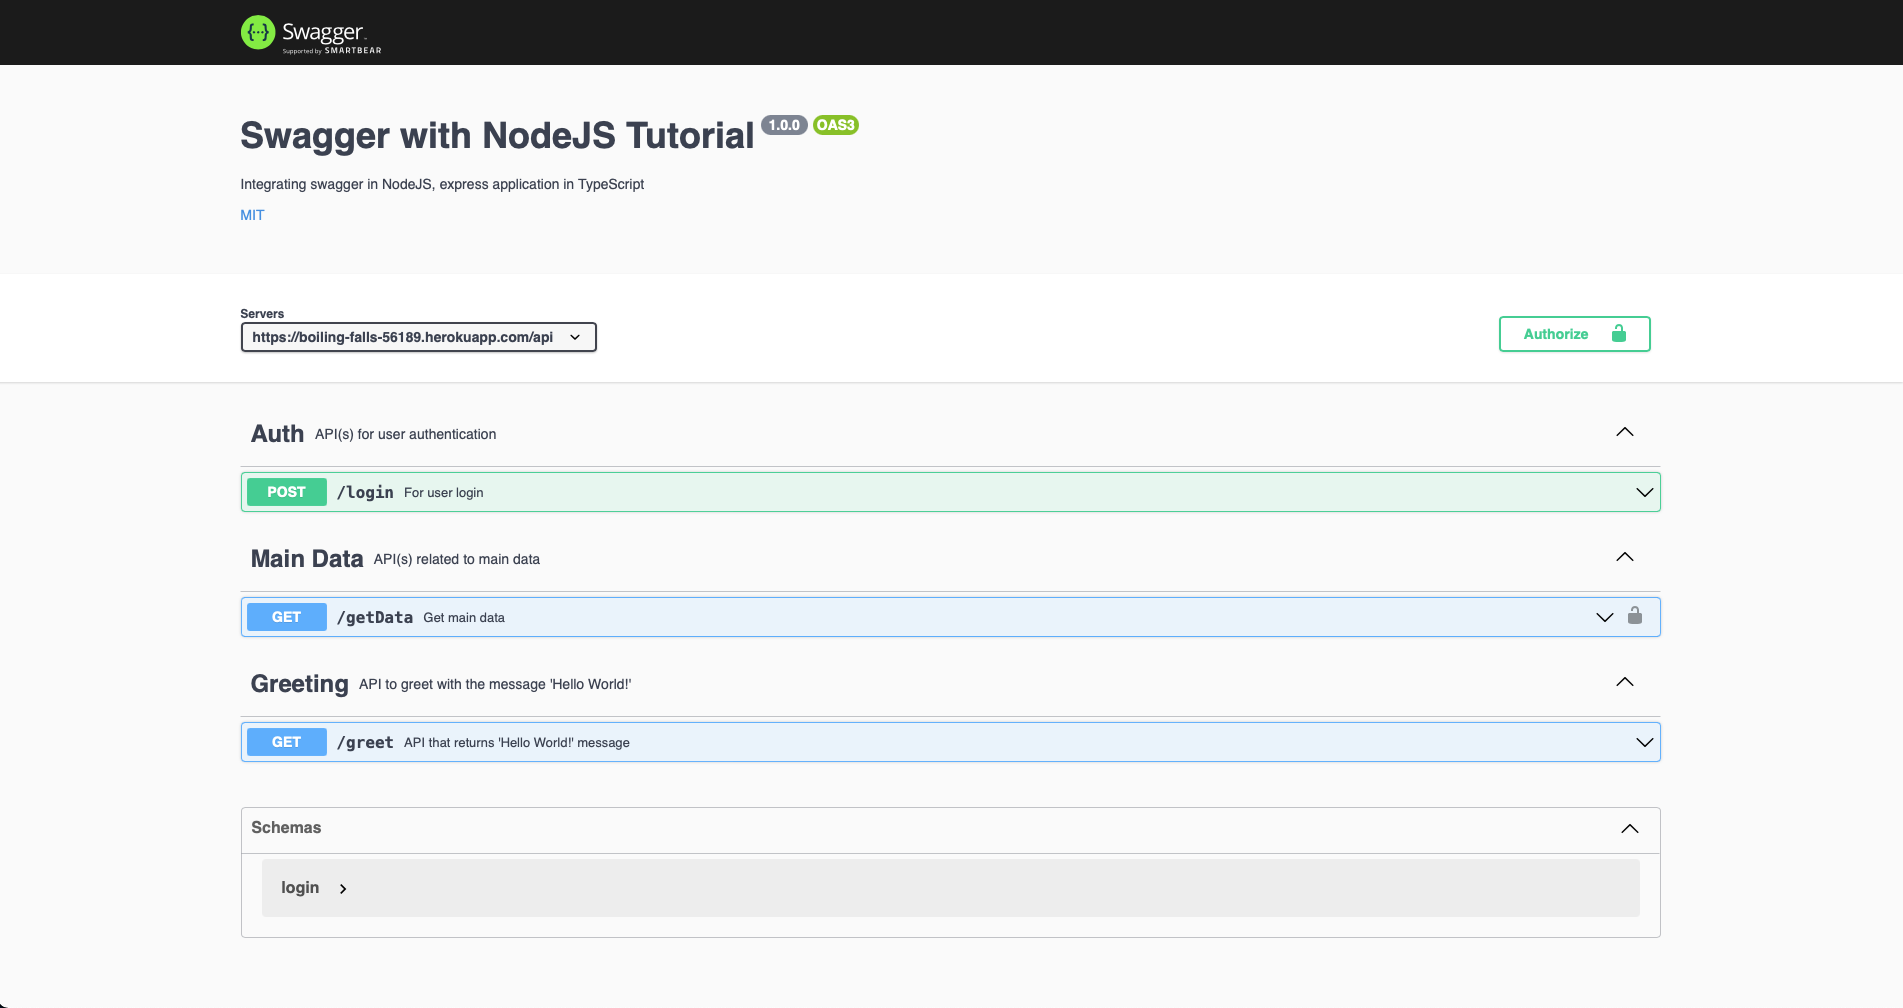 Swagger
Supported by SMARTBEAR
Swagger with NodeJS Tutorial 1.0.0 OAS3
Integrating swagger in NodeJS, express application in TypeScript
MIT
Servers
https://boiling-falls-56189.herokuapp.com/api
Authorize
Auth API(s) for user authentication
POST /login For user login
Main Data API(s) related to main data
GET /getData Get main data
Greeting API to greet with the message 'Hello World!'
GET /greet API that returns 'Hello World!' message
Schemas
login